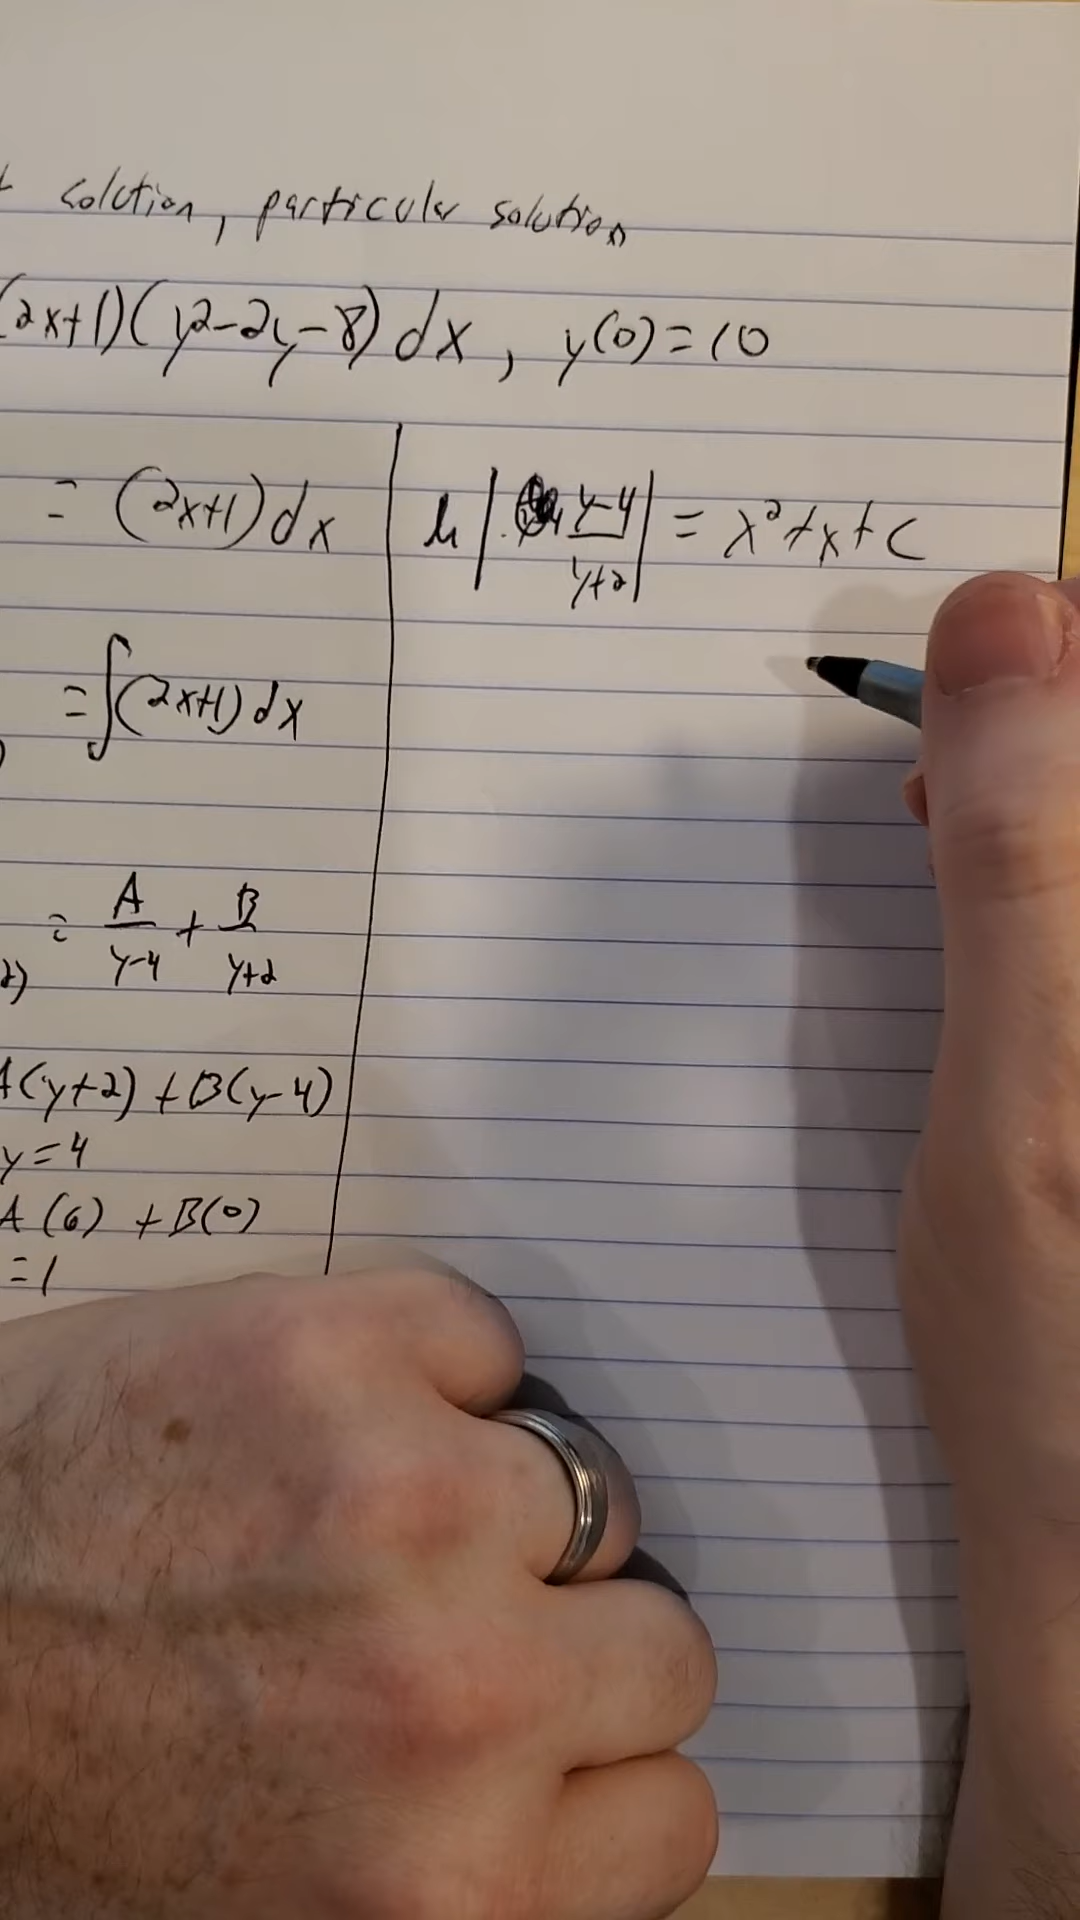 solution, particular solution
(2x+1)(y²-2y-8) dx, y(0)=10
= (2x+1) dx
= ∫(2x+1) dx
= A/(y-4) + B/(y+2)
2)
A(y+2) + B(y-4)
y=4
A(6) + B(0)
=1
ln |(y-4)/(y+2)| = x²+x+C